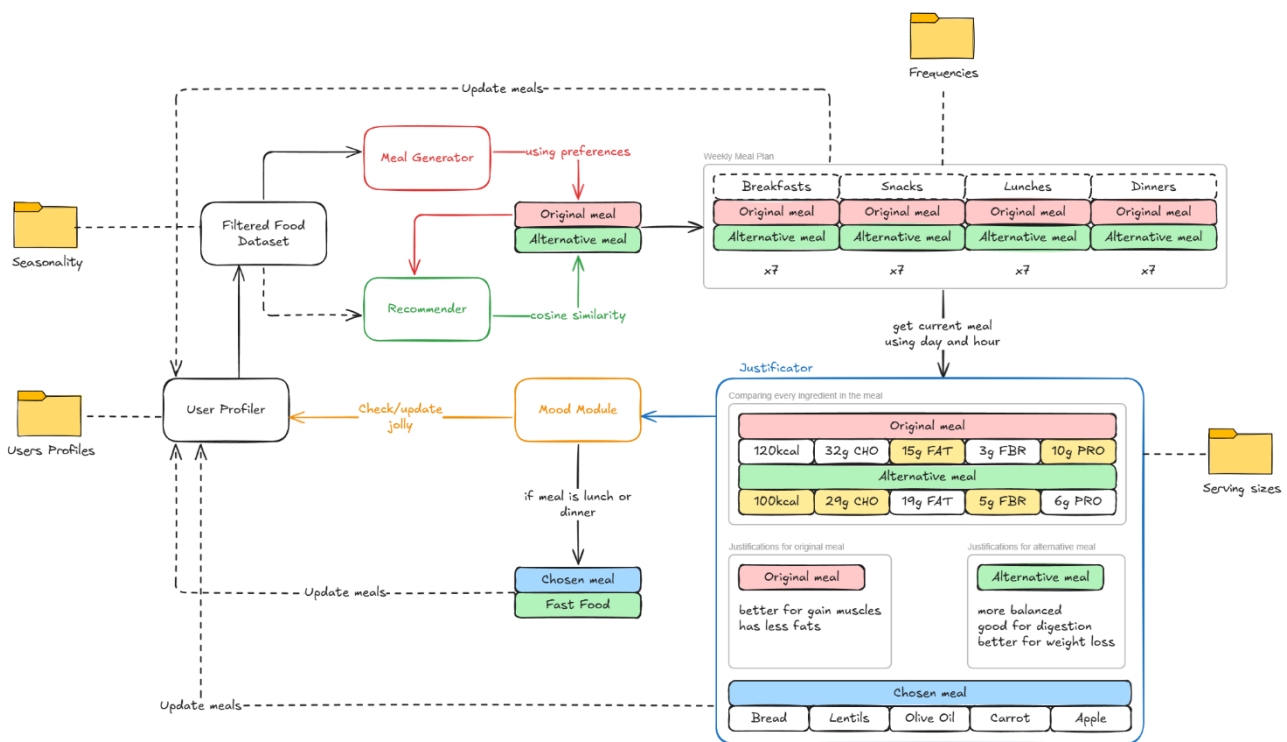 Frequencies
Update meals
Meal Generator
using preferences
Weekly Meal Plan
Breakfasts
Snacks
Lunches
Dinners
Original meal
Original meal
Original meal
Original meal
Original meal
Alternative meal
Alternative meal
Alternative meal
Alternative meal
Alternative meal
x7
x7
x7
x7
Filtered Food
Dataset
Seasonality
Recommender
cosine similarity
get current meal
using day and hour
Justificator
User Profiler
Users Profiles
Check/update
jolly
Mood Module
Comparing every ingredient in the meal
Original meal
120kcal
32g CHO
15g FAT
3g FBR
10g PRO
Alternative meal
100kcal
29g CHO
19g FAT
5g FBR
6g PRO
Serving sizes
if meal is lunch or
dinner
Justifications for original meal
Original meal
better for gain muscles
has less fats
Justifications for alternative meal
Alternative meal
more balanced
good for digestion
better for weight loss
Chosen meal
Fast Food
Update meals
Update meals
Chosen meal
Bread
Lentils
Olive Oil
Carrot
Apple